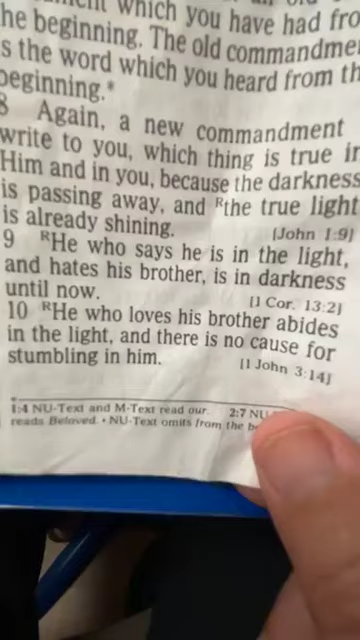 which you have had
he beginning. The old
s the word which you heard from
beginning.*
8 Again, a new commandment
write to you, which thing is true
Him and in you, because the darkness
is passing away, and ᴿthe true light
is already shining. [John 1:9]
9 ᴿHe who says he is in the light,
and hates his brother, is in darkness
until now. [1 Cor. 13:2]
10 ᴿHe who loves his brother abides
in the light, and there is no cause for
stumbling in him. [1 John 3:14]
1:4 NU-Text and M-Text read our. 2:7 NU
reads Beloved. • NU-Text omits from the